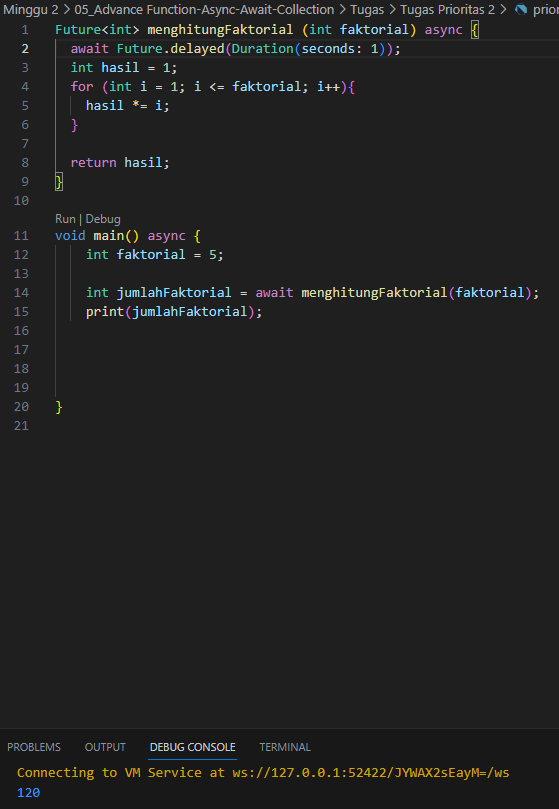 Minggu 2 > 05_Advance Function-Async-Await-Collection > Tugas > Tugas Prioritas 2 > prior
1 Future<int> menghitungFaktorial (int faktorial) async {
2 await Future.delayed(Duration(seconds: 1));
3 int hasil = 1;
4 for (int i = 1; i <= faktorial; i++){
5 hasil *= i;
6 }
7
8 return hasil;
9 }
10
Run | Debug
11 void main() async {
12 int faktorial = 5;
13
14 int jumlahFaktorial = await menghitungFaktorial(faktorial);
15 print(jumlahFaktorial);
16
17
18
19
20 }
21
PROBLEMS OUTPUT DEBUG CONSOLE TERMINAL
Connecting to VM Service at ws://127.0.0.1:52422/JYWAX2sEayM=/ws
120